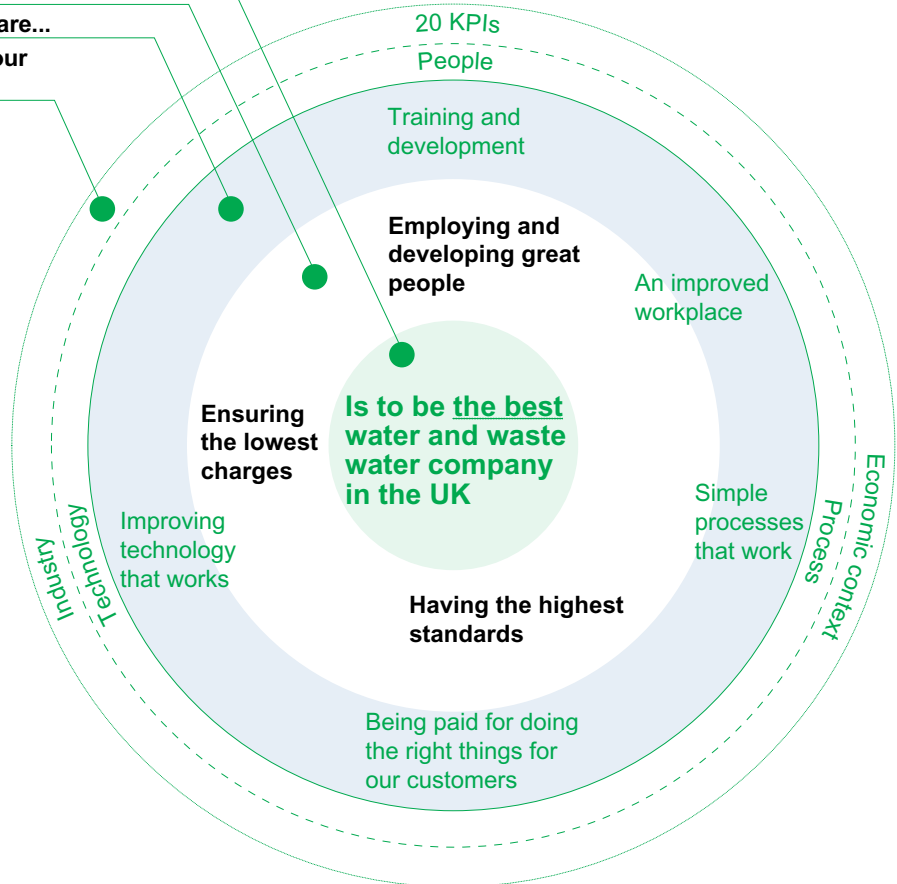 are...
our
20 KPIs
People
Training and
development
Employing and
developing great
people
An improved
workplace
Ensuring
the lowest
charges
Is to be the best
water and waste
water company
in the UK
Simple
processes
that work
Process
Economic context
Improving
technology
that works
Technology
Industry
Having the highest
standards
Being paid for doing
the right things for
our customers